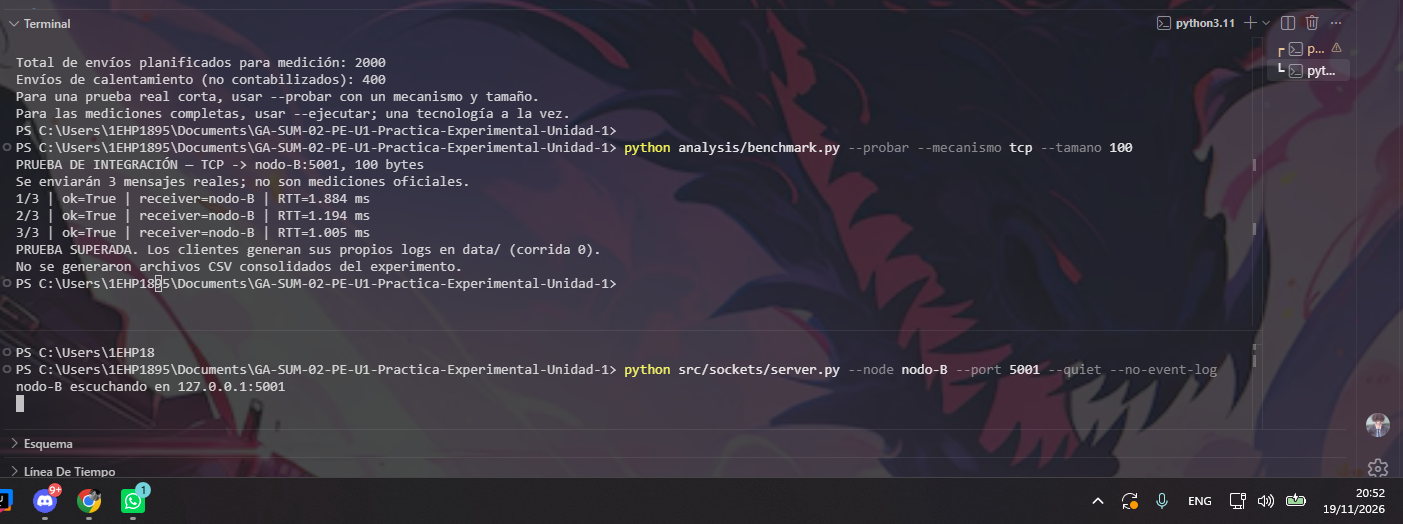 Terminal
python3.11
p...
pyt...
Total de envíos planificados para medición: 2000
Envíos de calentamiento (no contabilizados): 400
Para una prueba real corta, usar --probar con un mecanismo y tamaño.
Para las mediciones completas, usar --ejecutar; una tecnología a la vez.
PS C:\Users\1EHP1895\Documents\GA-SUM-02-PE-U1-Practica-Experimental-Unidad-1>
PS C:\Users\1EHP1895\Documents\GA-SUM-02-PE-U1-Practica-Experimental-Unidad-1> python analysis/benchmark.py --probar --mecanismo tcp --tamano 100
PRUEBA DE INTEGRACIÓN — TCP -> nodo-B:5001, 100 bytes
Se enviarán 3 mensajes reales; no son mediciones oficiales.
1/3 | ok=True | receiver=nodo-B | RTT=1.884 ms
2/3 | ok=True | receiver=nodo-B | RTT=1.194 ms
3/3 | ok=True | receiver=nodo-B | RTT=1.005 ms
PRUEBA SUPERADA. Los clientes generan sus propios logs en data/ (corrida 0).
No se generaron archivos CSV consolidados del experimento.
PS C:\Users\1EHP1895\Documents\GA-SUM-02-PE-U1-Practica-Experimental-Unidad-1>
PS C:\Users\1EHP18
PS C:\Users\1EHP1895\Documents\GA-SUM-02-PE-U1-Practica-Experimental-Unidad-1> python src/sockets/server.py --node nodo-B --port 5001 --quiet --no-event-log
nodo-B escuchando en 127.0.0.1:5001
Esquema
Línea De Tiempo
9+
1
ENG
20:52
19/11/2026